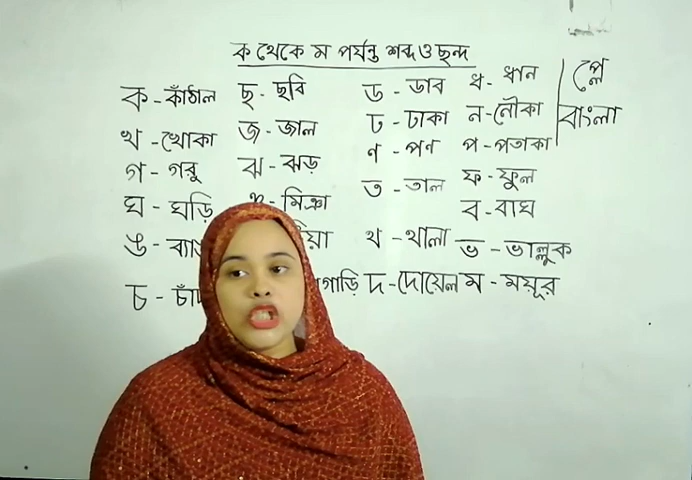 ক থেকে ম পর্যন্ত শব্দ ও ছন্দ
প্লে
বাংলা
ক - কাঁঠাল
খ - খোকা
গ - গরু
ঘ - ঘড়ি
ঙ - ব্যাঙ
চ - চাঁদ
ছ - ছবি
জ - জাল
ঝ - ঝড়
ঞ - মিঞা
গাড়ি
ড - ডাব
ঢ - ঢাকা
ণ - পণ
ত - তাল
থ - থালা
দ - দোয়েল
ধ - ধান
ন - নৌকা
প - পতাকা
ফ - ফুল
ব - বাঘ
ভ - ভাল্লুক
ম - ময়ূর